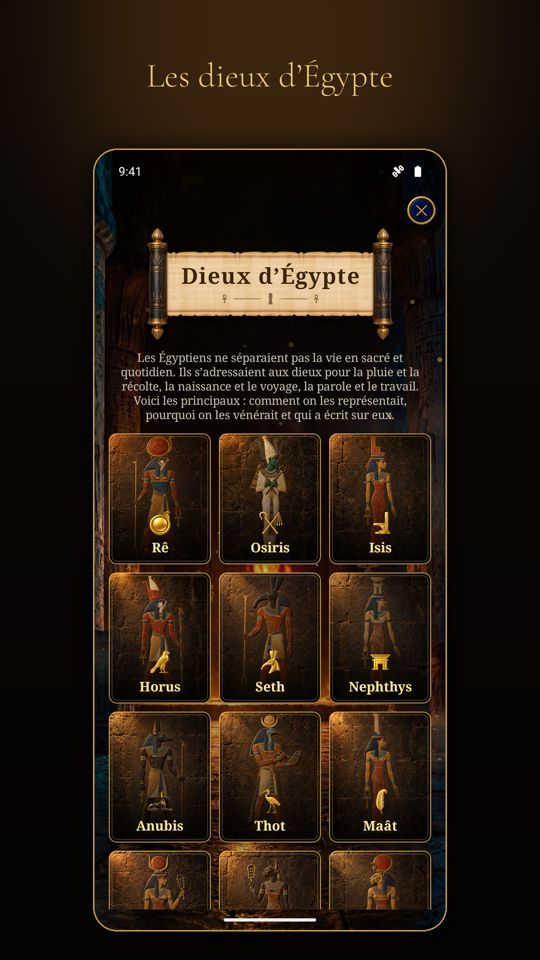 Les dieux d’Égypte
9:41
Dieux d’Égypte
Les Égyptiens ne séparaient pas la vie en sacré et
quotidien. Ils s’adressaient aux dieux pour la pluie et la
récolte, la naissance et le voyage, la parole et le travail.
Voici les principaux : comment on les représentait,
pourquoi on les vénérait et qui a écrit sur eux.
Rê
Osiris
Isis
Horus
Seth
Nephthys
Anubis
Thot
Maât